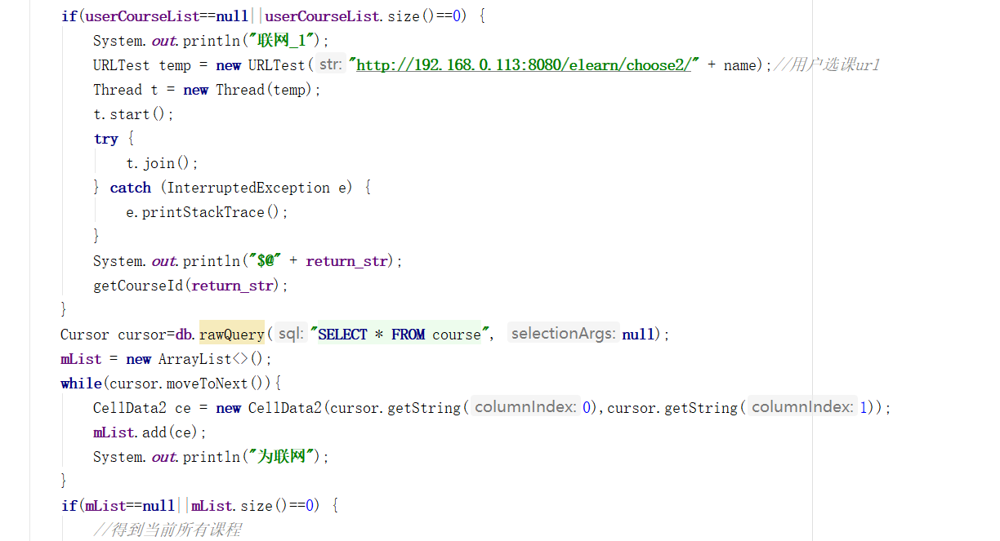 if(userCourseList==null||userCourseList.size()==0) {
System.out.println("联网_1");
URLTest temp = new URLTest( str: "http://192.168.0.113:8080/elearn/choose2/" + name);//用户选课url
Thread t = new Thread(temp);
t.start();
try {
t.join();
} catch (InterruptedException e) {
e.printStackTrace();
}
System.out.println("$@" + return_str);
getCourseId(return_str);
}
Cursor cursor=db.rawQuery( sql: "SELECT * FROM course", selectionArgs: null);
mList = new ArrayList<>();
while(cursor.moveToNext()){
CellData2 ce = new CellData2(cursor.getString( columnIndex: 0),cursor.getString( columnIndex: 1));
mList.add(ce);
System.out.println("为联网");
}
if(mList==null||mList.size()==0) {
//得到当前所有课程